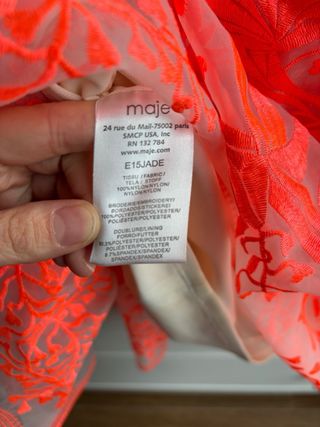 maje
24 rue du Mail-75002 paris
SMCP USA, Inc
RN 132 784
www.maje.com
E15JADE
TISSU / FABRIC /
TELA / STOFF
100%NYLON/NYLON/
NYLON/NYLON
BRODERIE/EMBROIDERY/
BORDADOS/STICKEREI
100%POLYESTER/POLYESTER/
POLIÉSTER/POLYESTER
DOUBLURE/LINING
FORRO/FUTTER
POLYESTER/POLYESTER/
POLIÉSTER/POLYESTER
SPANDEX/SPANDEX/
SPANDEX/SPANDEX